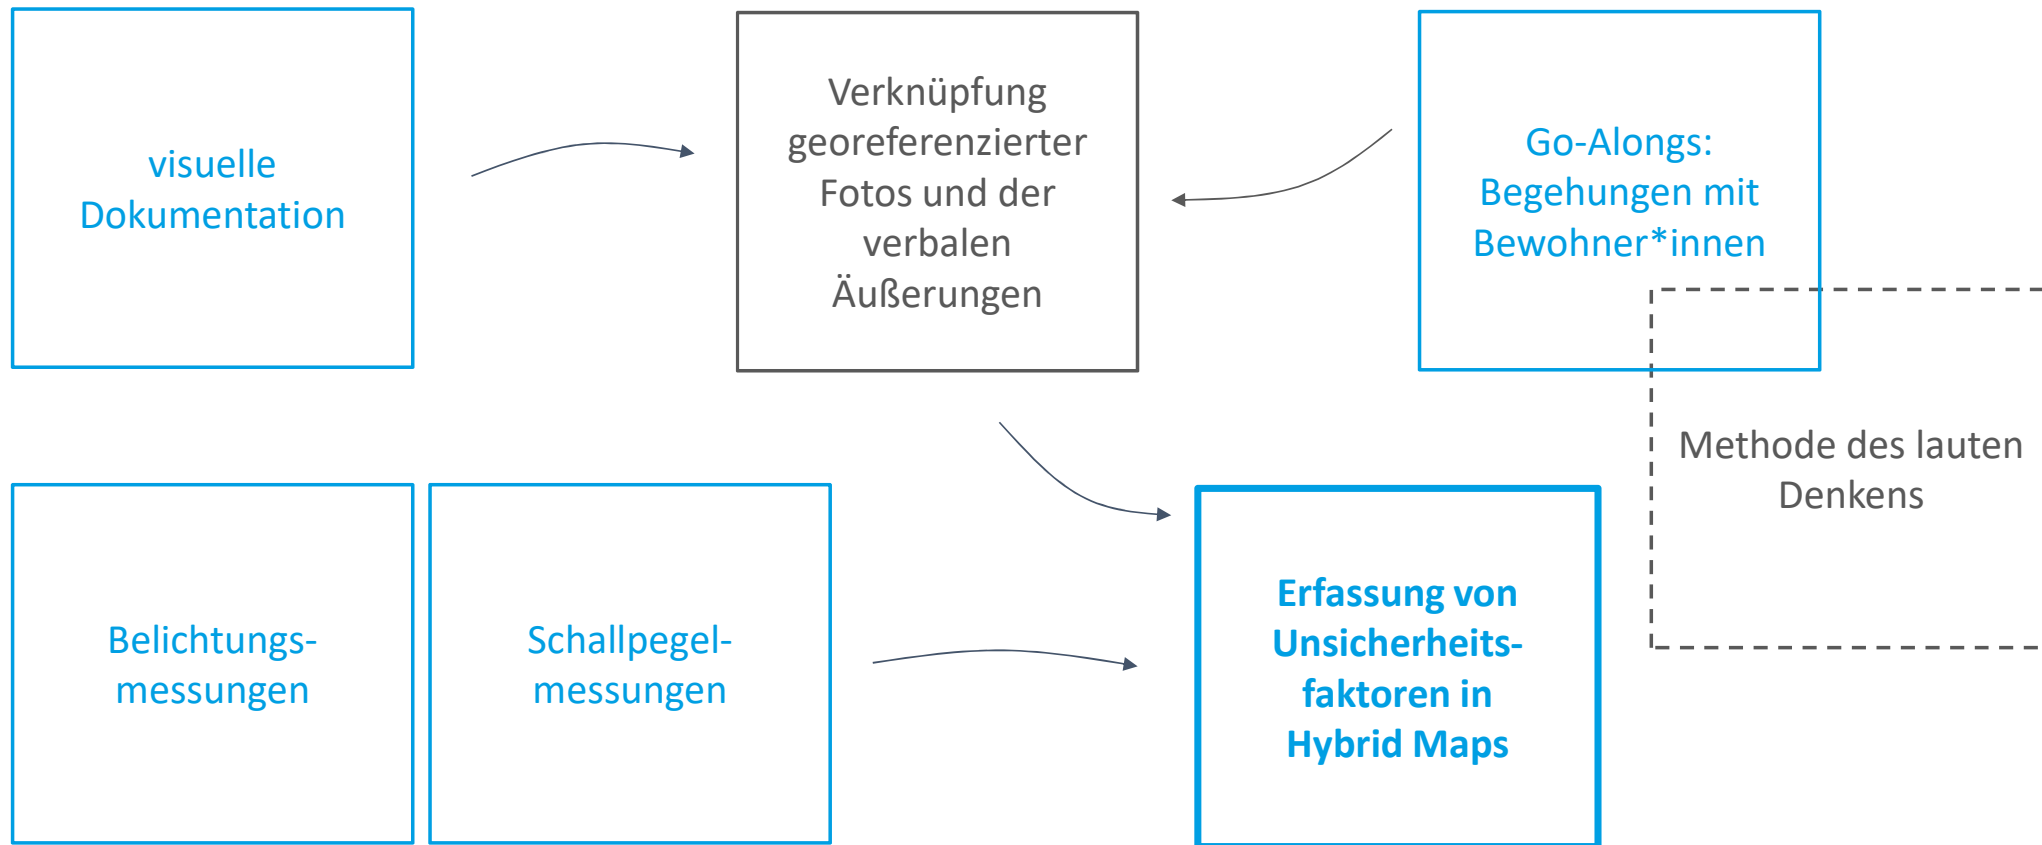 visuelle
Dokumentation
Verknüpfung
georeferenzierter
Fotos und der
verbalen
Äußerungen
Go-Alongs:
Begehungen mit
Bewohner*innen
Methode des lauten
Denkens
Belichtungs-
messungen
Schallpegel-
messungen
Erfassung von
Unsicherheits-
faktoren in
Hybrid Maps